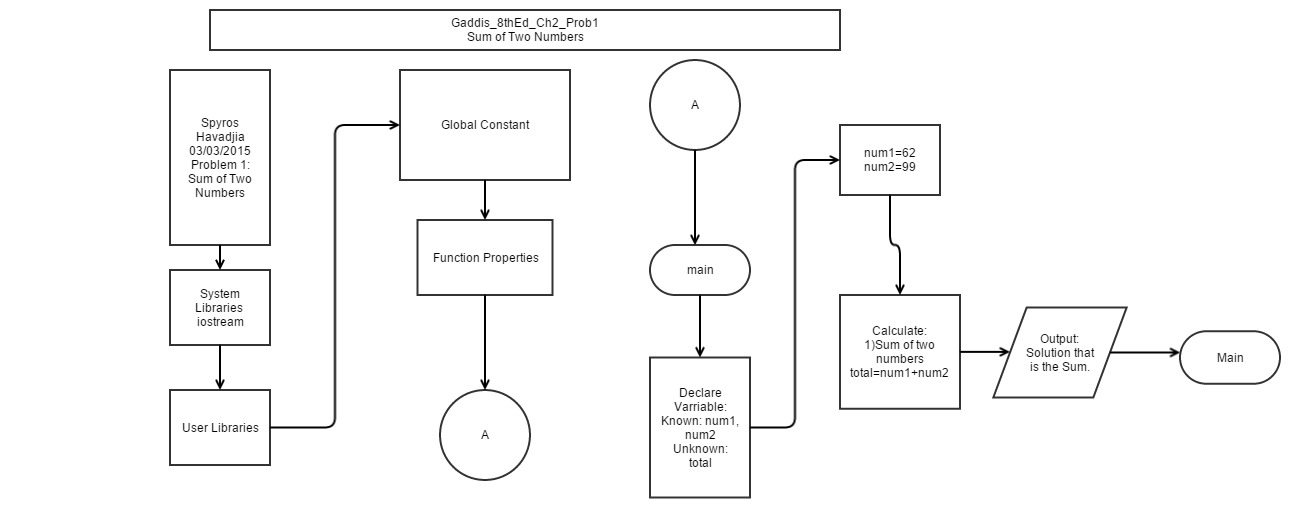 Gaddis_8thEd_Ch2_Prob1
Sum of Two Numbers
Spyros
Havadjia
03/03/2015
Problem 1:
Sum of Two
Numbers
System
Libraries
iostream
User Libraries
Global Constant
Function Properties
A
A
main
Declare
Varriable:
Known: num1,
num2
Unknown:
total
num1=62
num2=99
Calculate:
1)Sum of two
numbers
total=num1+num2
Output:
Solution that
is the Sum.
Main